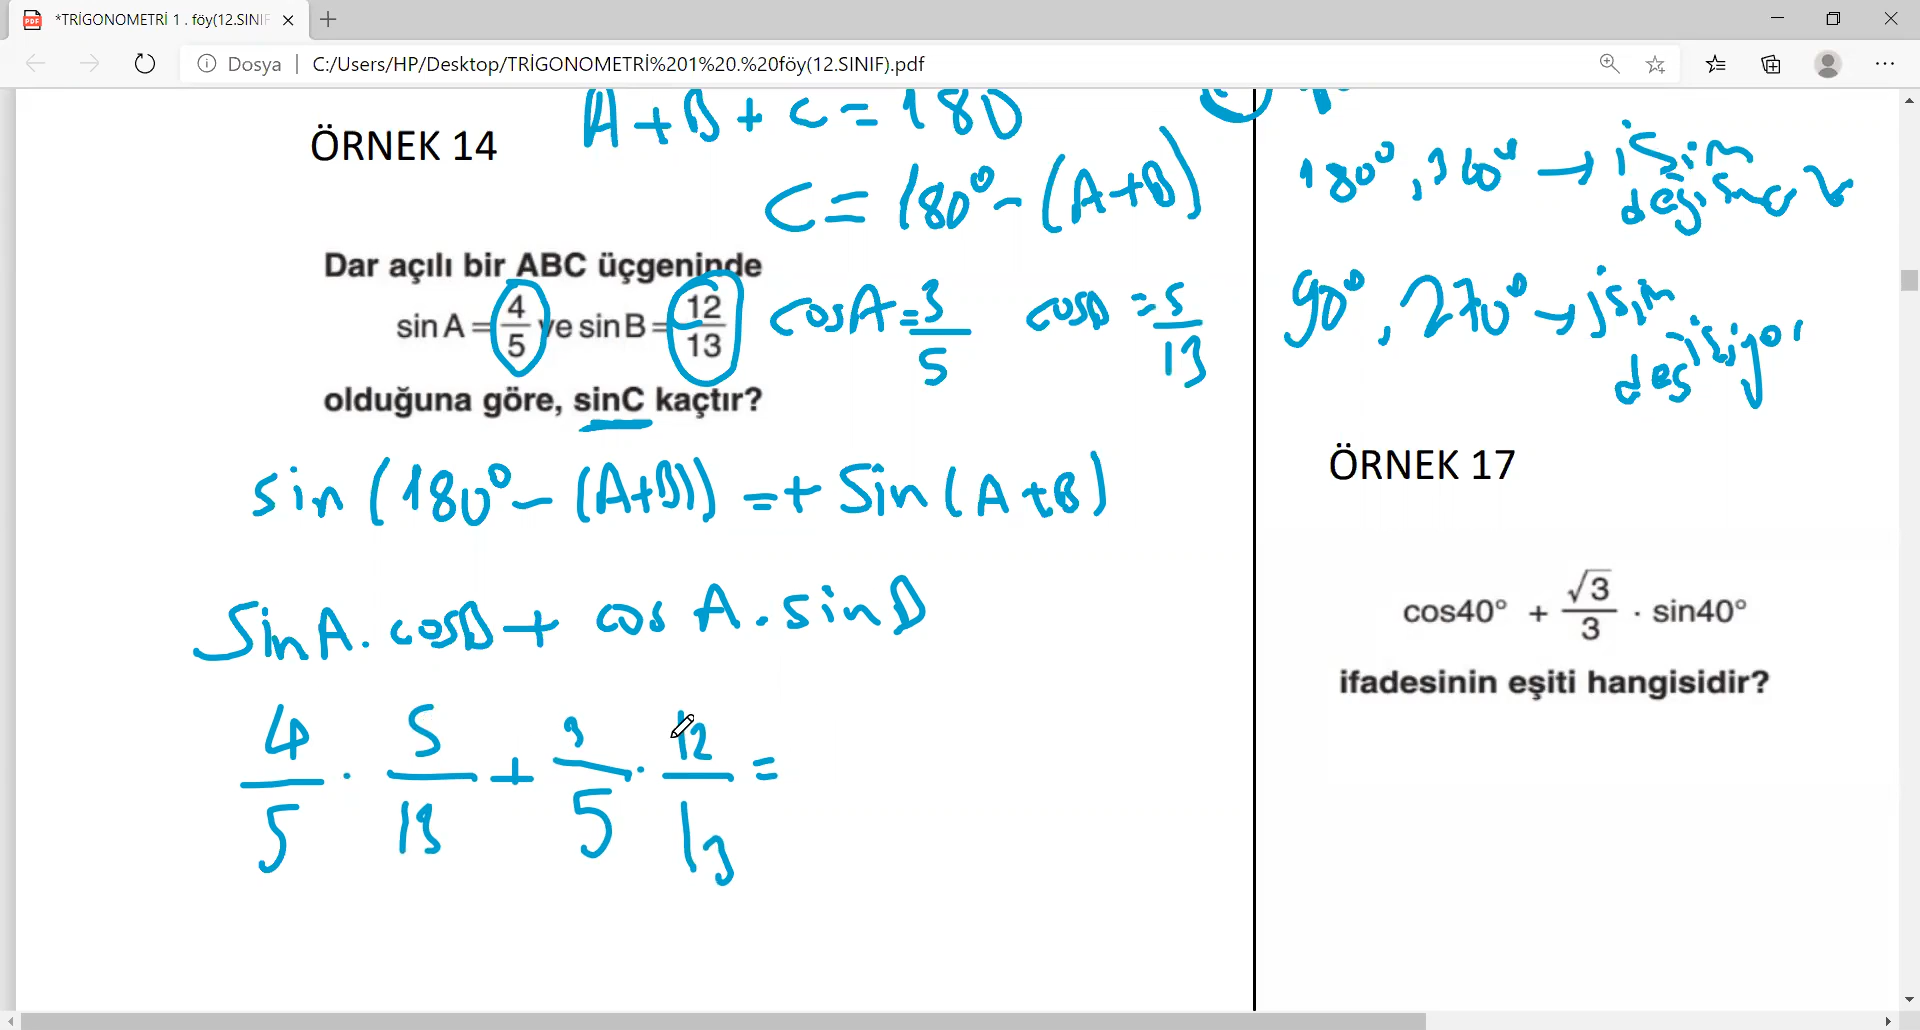 *TRİGONOMETRİ 1 . föy(12.SINIF
Dosya | C:/Users/HP/Desktop/TRİGONOMETRİ%201%20.%20föy(12.SINIF).pdf
A + B + C = 180
ÖRNEK 14
C = 180° - (A+B)
Dar açılı bir ABC üçgeninde
sin A = 4/5 ve sin B = 12/13
cosA = 3/5 cosB = 5/13
olduğuna göre, sinC kaçtır?
sin (180° - (A+B)) = + Sin (A+B)
SinA . cosB + cos A . sinB
4/5 . 5/13 + 3/5 . 12/13 =
180°, 360° → isim
değişmez
90°, 270° → isim
değişiyor
ÖRNEK 17
cos40° + √3/3 · sin40°
ifadesinin eşiti hangisidir?